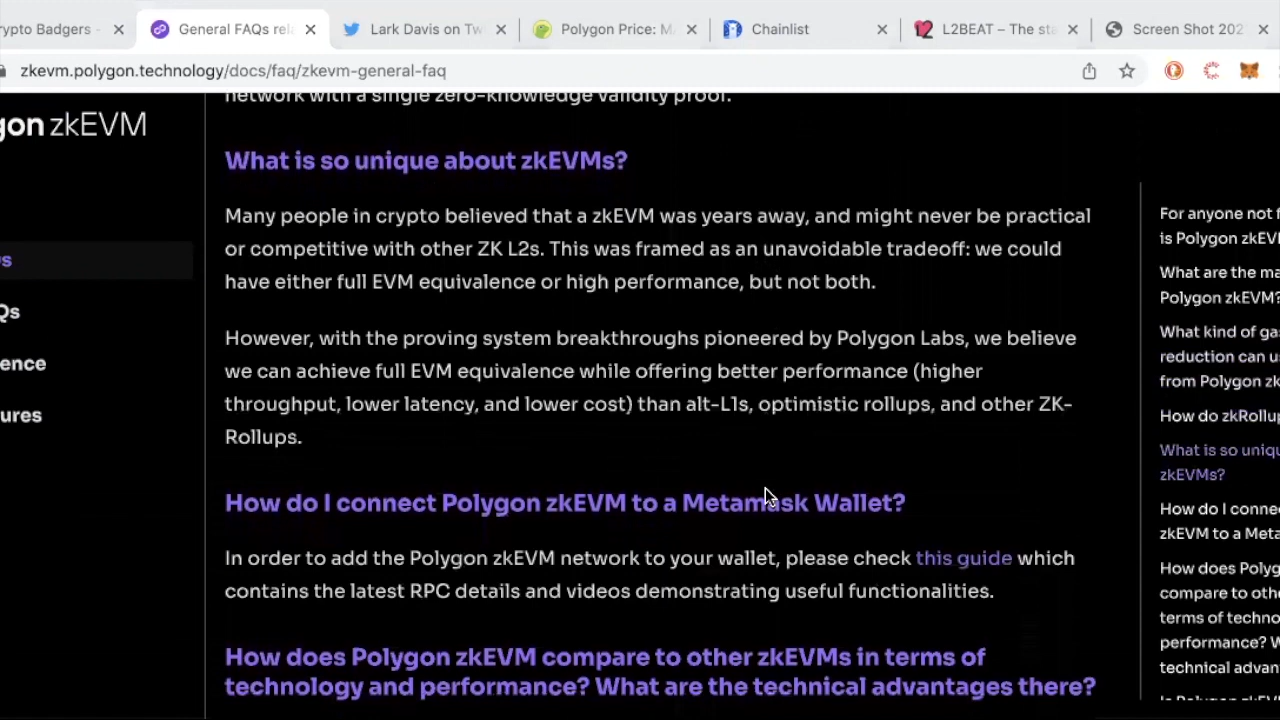 rypto Badgers -
General FAQs rel
Lark Davis on Tw
Polygon Price: M
Chainlist
L2BEAT – The sta
Screen Shot 202
zkevm.polygon.technology/docs/faq/zkevm-general-faq
network with a single zero-knowledge validity proof.
gon zkEVM
What is so unique about zkEVMs?
Many people in crypto believed that a zkEVM was years away, and might never be practical
or competitive with other ZK L2s. This was framed as an unavoidable tradeoff: we could
have either full EVM equivalence or high performance, but not both.
However, with the proving system breakthroughs pioneered by Polygon Labs, we believe
we can achieve full EVM equivalence while offering better performance (higher
throughput, lower latency, and lower cost) than alt-L1s, optimistic rollups, and other ZK-
Rollups.
How do I connect Polygon zkEVM to a Metamask Wallet?
In order to add the Polygon zkEVM network to your wallet, please check this guide which
contains the latest RPC details and videos demonstrating useful functionalities.
How does Polygon zkEVM compare to other zkEVMs in terms of
technology and performance? What are the technical advantages there?
s
Qs
ence
ures
For anyone not f
is Polygon zkEV
What are the ma
Polygon zkEVM?
What kind of ga
reduction can u
from Polygon zk
How do zkRollup
What is so uniqu
zkEVMs?
How do I conne
zkEVM to a Meta
How does Polyg
compare to othe
terms of techno
performance? W
technical advan